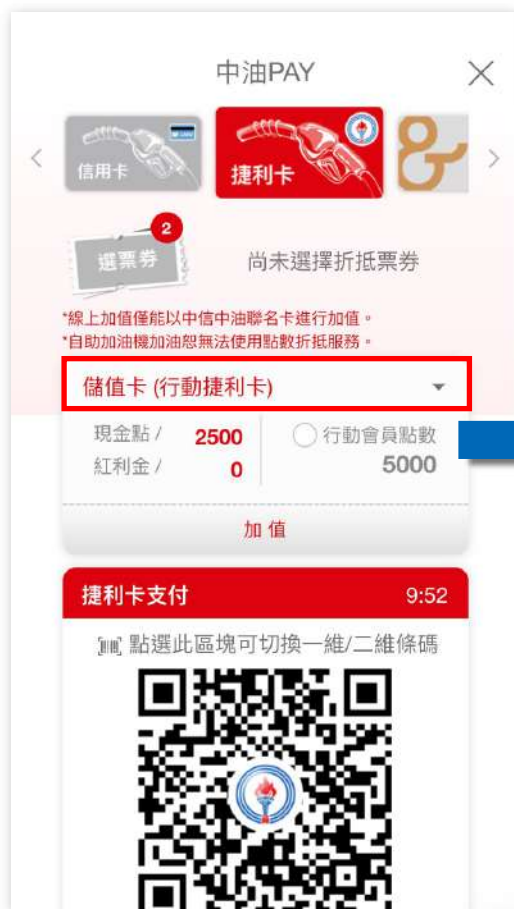 中油PAY
信用卡
捷利卡
2
選票券
尚未選擇折抵票券
*線上加值僅能以中信中油聯名卡進行加值。
*自助加油機加油恕無法使用點數折抵服務。
儲值卡 (行動捷利卡)
現金點 / 2500
行動會員點數
紅利金 / 0
5000
加值
捷利卡支付 9:52
點選此區塊可切換一維/二維條碼